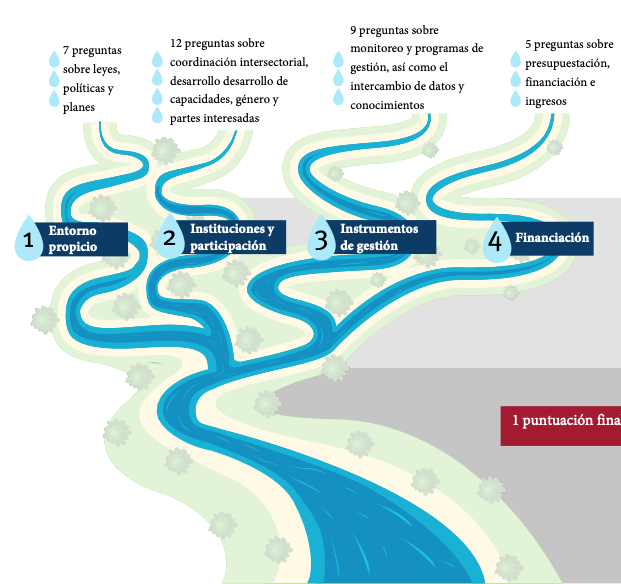 7 preguntas
sobre leyes,
políticas y
planes
12 preguntas sobre
coordinación intersectorial,
desarrollo desarrollo de
capacidades, género y
partes interesadas
9 preguntas sobre
monitoreo y programas de
gestión, así como el
intercambio de datos y
conocimientos
5 preguntas sobre
presupuestación,
financiación e
ingresos
1 Entorno
propicio
2 Instituciones y
participación
3 Instrumentos
de gestión
4 Financiación
1 puntuación fina